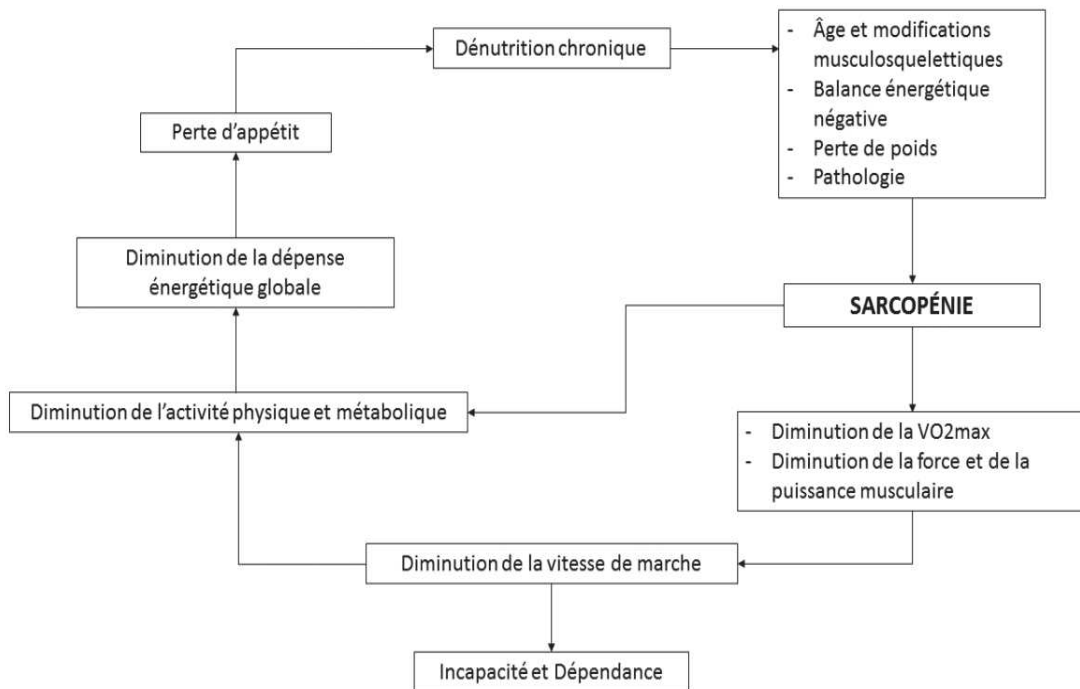 Dénutrition chronique
- Âge et modifications
musculosquelettiques
- Balance énergétique
négative
- Perte de poids
- Pathologie
Perte d'appétit
Diminution de la dépense
énergétique globale
SARCOPÉNIE
Diminution de l'activité physique et métabolique
- Diminution de la VO2max
- Diminution de la force et de la
puissance musculaire
Diminution de la vitesse de marche
Incapacité et Dépendance